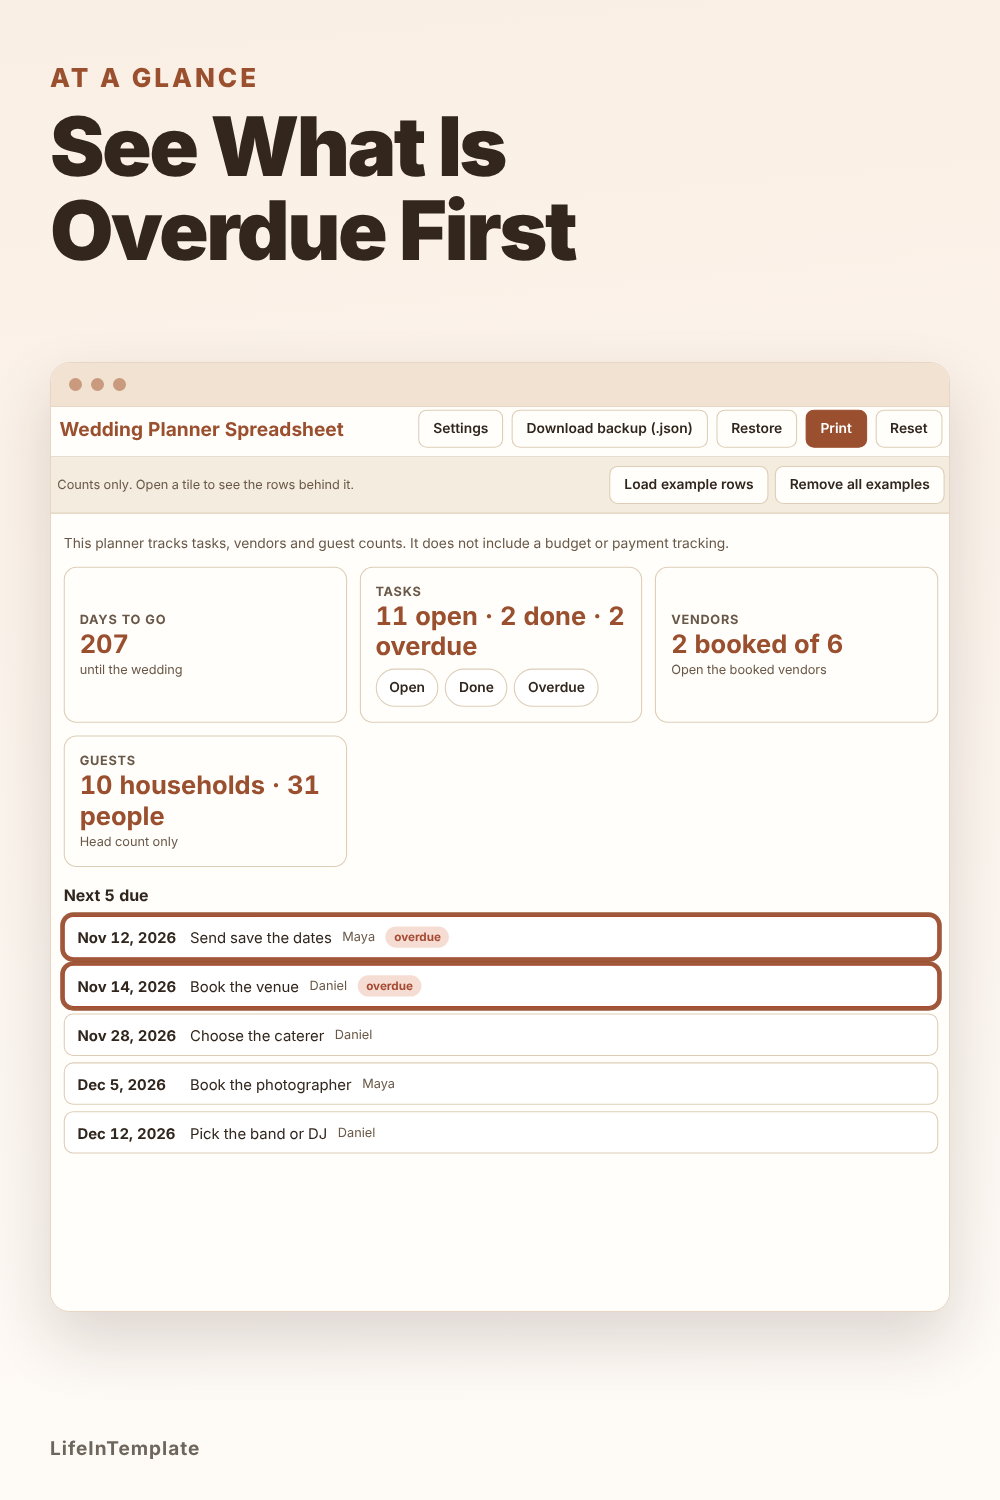 AT A GLANCE
See What Is
Overdue First
Wedding Planner Spreadsheet
Settings
Download backup (.json)
Restore
Print
Reset
Counts only. Open a tile to see the rows behind it.
Load example rows
Remove all examples
This planner tracks tasks, vendors and guest counts. It does not include a budget or payment tracking.
DAYS TO GO
207
until the wedding
TASKS
11 open · 2 done · 2
overdue
Open
Done
Overdue
VENDORS
2 booked of 6
Open the booked vendors
GUESTS
10 households · 31
people
Head count only
Next 5 due
Nov 12, 2026 Send save the dates Maya overdue
Nov 14, 2026 Book the venue Daniel overdue
Nov 28, 2026 Choose the caterer Daniel
Dec 5, 2026 Book the photographer Maya
Dec 12, 2026 Pick the band or DJ Daniel
LifeInTemplate